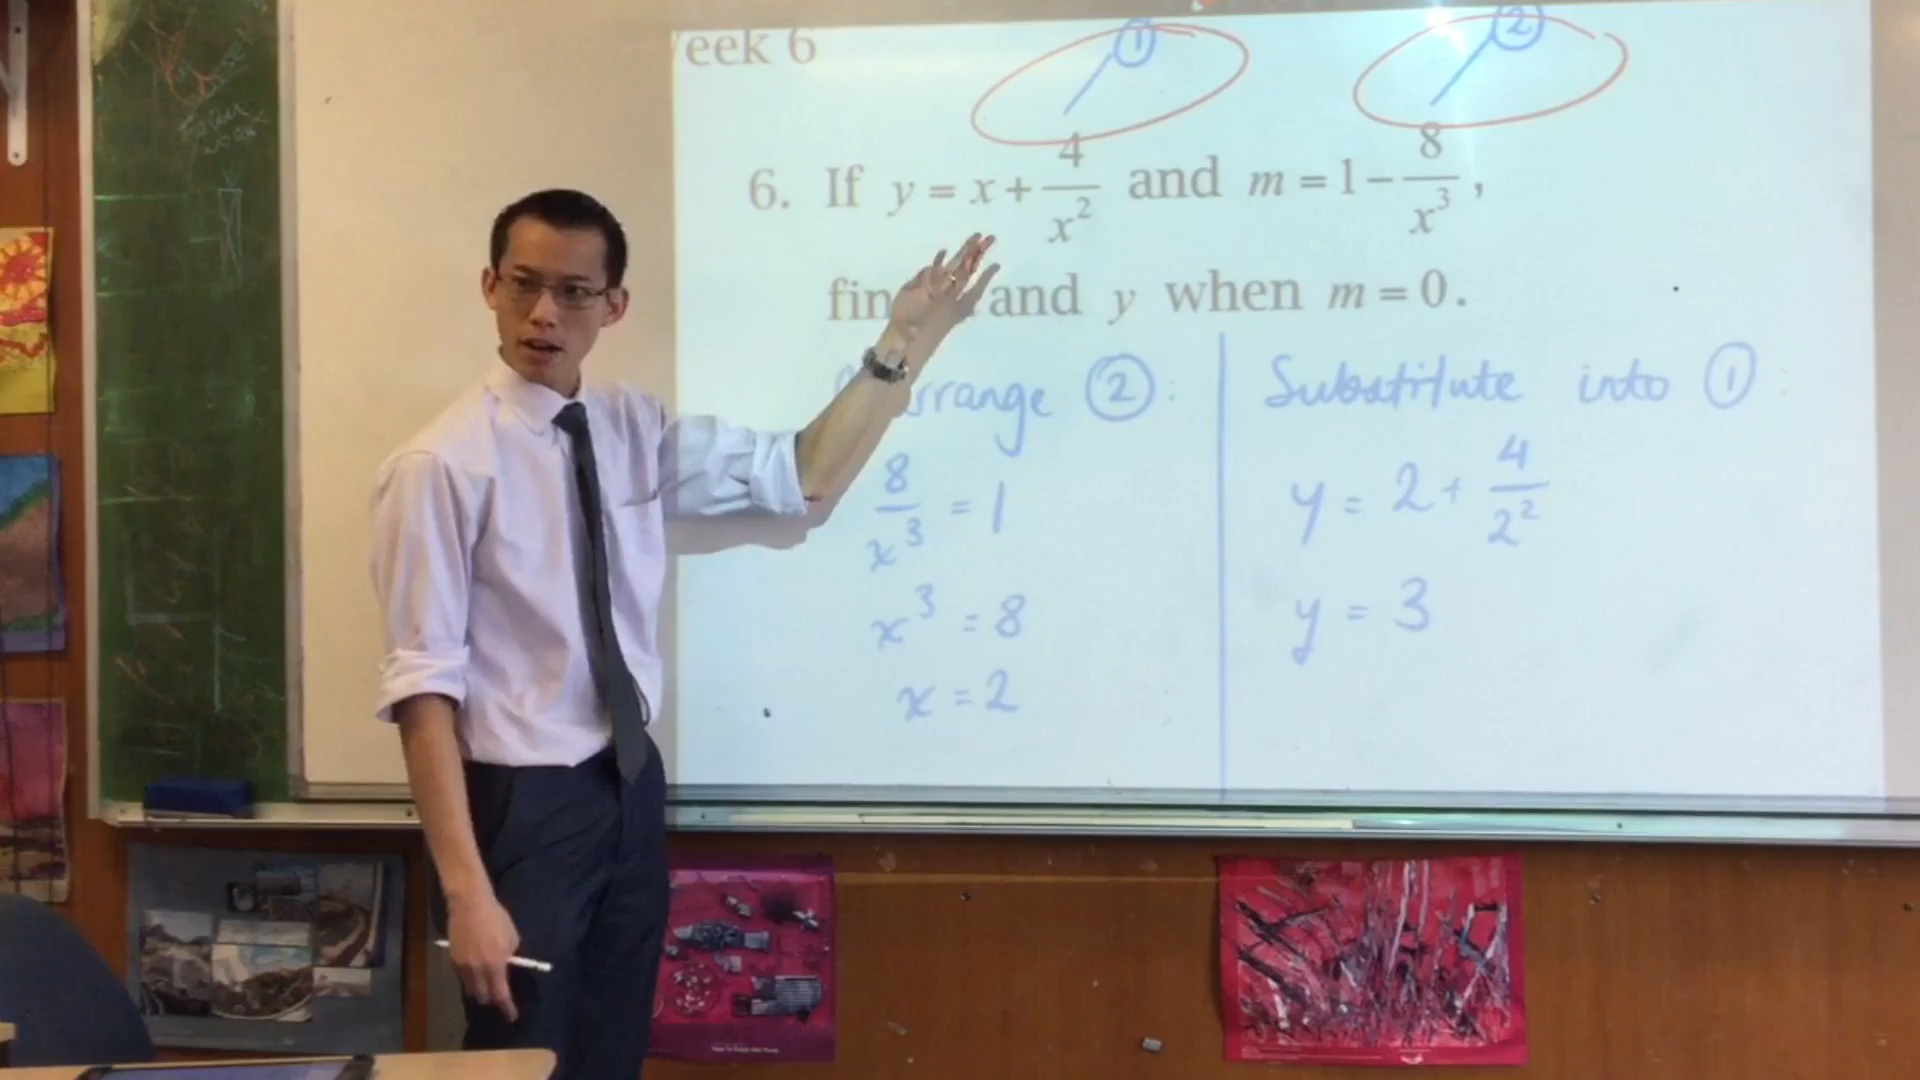 eek 6
①
②
6. If y = x + 4/x² and m = 1 − 8/x³,
fin and y when m = 0.
rrange ② :
8/x³ = 1
x³ = 8
x = 2
Substitute into ① :
y = 2 + 4/2²
y = 3